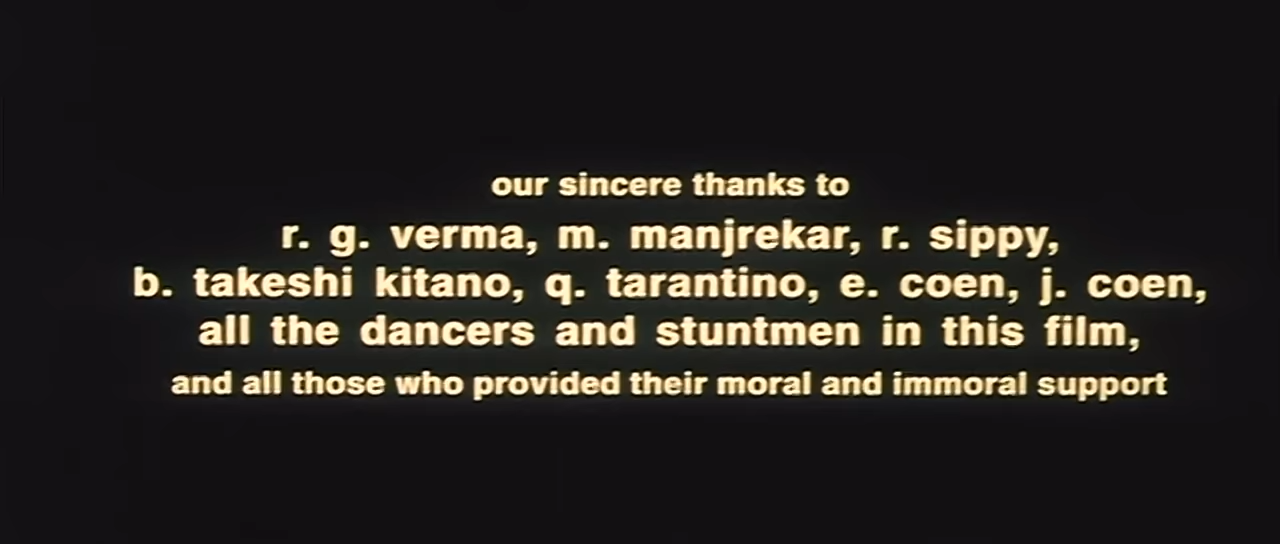 our sincere thanks to
r. g. verma, m. manjrekar, r. sippy,
b. takeshi kitano, q. tarantino, e. coen, j. coen,
all the dancers and stuntmen in this film,
and all those who provided their moral and immoral support